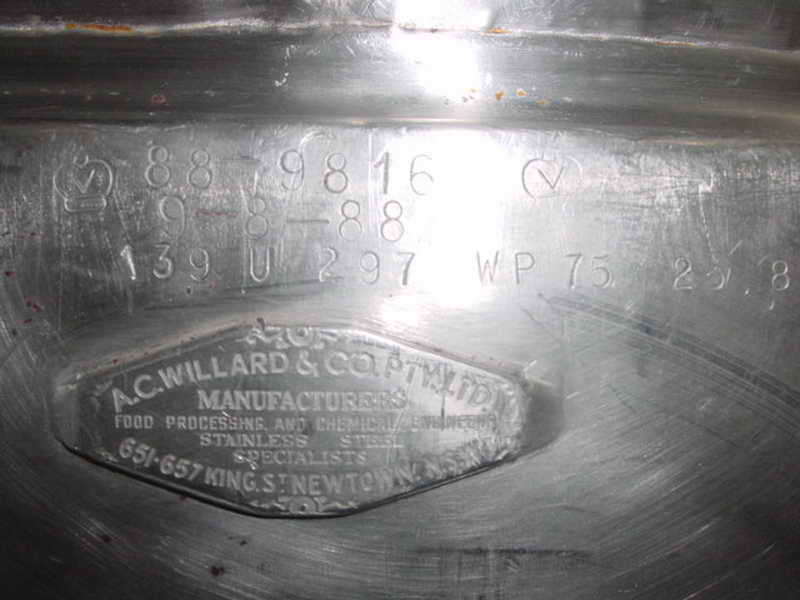 88-9816
9-8-88
139 U 297 WP 75
A.C.WILLARD & CO. PTY. LTD.
MANUFACTURERS
FOOD PROCESSING AND CHEMICAL ENGINEERS
STAINLESS STEEL
SPECIALISTS
651-657 KING. ST NEWTOWN. N.S.W.